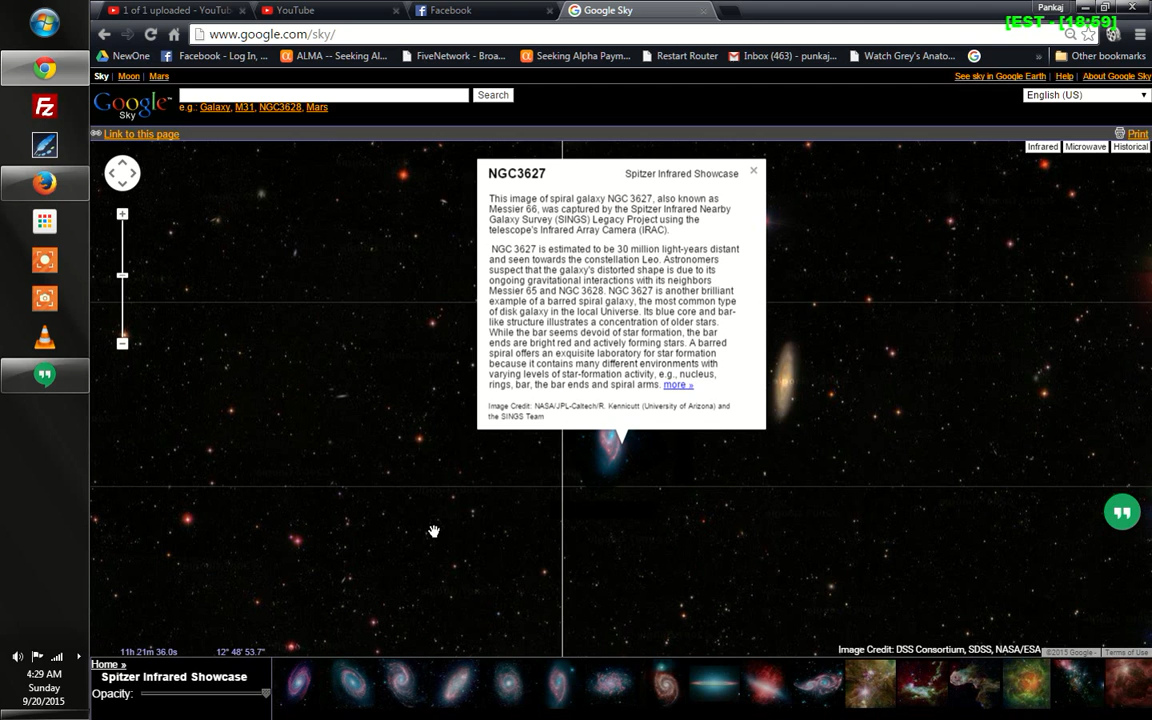 1 of 1 uploaded - YouTub
YouTube
Facebook
Google Sky
Pankaj
[EST - [18:59]
www.google.com/sky/
NewOne
Facebook - Log In, ...
ALMA -- Seeking Al...
FiveNetwork - Broa...
Seeking Alpha Paym...
Restart Router
Inbox (463) - punkaj...
Watch Grey's Anato...
»
Other bookmarks
Sky Moon Mars
See sky in Google Earth | Help | About Google Sky
Google
Sky
Search
English (US)
e.g.: Galaxy, M31, NGC3628, Mars
Link to this page
Print
Infrared
Microwave
Historical
NGC3627
Spitzer Infrared Showcase
This image of spiral galaxy NGC 3627, also known as
Messier 66, was captured by the Spitzer Infrared Nearby
Galaxy Survey (SINGS) Legacy Project using the
telescope's Infrared Array Camera (IRAC).
NGC 3627 is estimated to be 30 million light-years distant
and seen towards the constellation Leo. Astronomers
suspect that the galaxy's distorted shape is due to its
ongoing gravitational interactions with its neighbors
Messier 65 and NGC 3628. NGC 3627 is another brilliant
example of a barred spiral galaxy, the most common type
of disk galaxy in the local Universe. Its blue core and bar-
like structure illustrates a concentration of older stars.
While the bar seems devoid of star formation, the bar
ends are bright red and actively forming stars. A barred
spiral offers an exquisite laboratory for star formation
because it contains many different environments with
varying levels of star-formation activity, e.g., nucleus,
rings, bar, the bar ends and spiral arms. more »
Image Credit: NASA/JPL-Caltech/R. Kennicutt (University of Arizona) and
the SINGS Team
11h 21m 36.0s
12° 48' 53.7"
Image Credit: DSS Consortium, SDSS, NASA/ESA
©2015 Google -
Terms of Use
Home »
Spitzer Infrared Showcase
Opacity:
4:29 AM
Sunday
9/20/2015